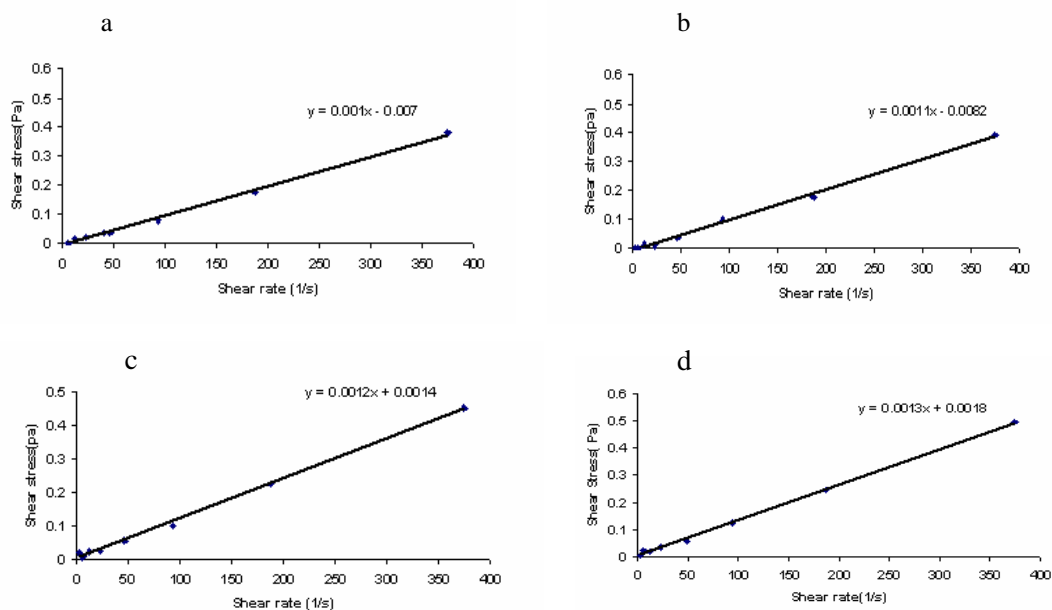 a
0.6
0.5
0.4
0.3
0.2
0.1
0
Shear stress(Pa)
y = 0.001x - 0.007
0 50 100 150 200 250 300 350 400
Shear rate (1/s)
b
0.6
0.5
0.4
0.3
0.2
0.1
0
Shear stress(pa)
y = 0.0011x - 0.0082
0 50 100 150 200 250 300 350 400
Shear rate (1/s)
c
0.5
0.4
0.3
0.2
0.1
0
Shear stress(pa)
y = 0.0012x + 0.0014
0 50 100 150 200 250 300 350 400
Shear rate (1/s)
d
0.6
0.5
0.4
0.3
0.2
0.1
0
Shear Stress( Pa)
y = 0.0013x + 0.0018
0 50 100 150 200 250 300 350 400
Shear rate(1/s)